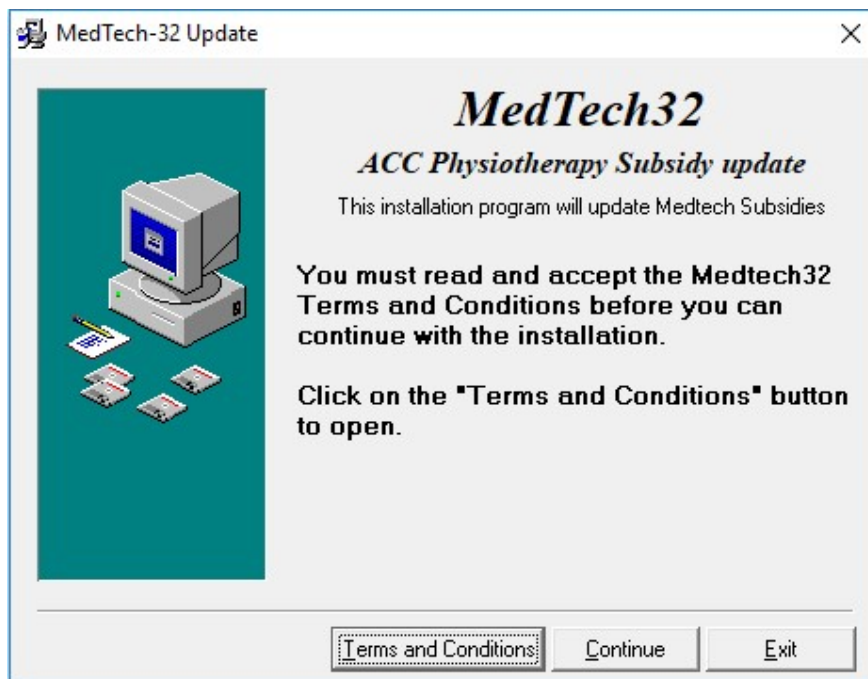 MedTech-32 Update
MedTech32
ACC Physiotherapy Subsidy update
This installation program will update Medtech Subsidies
You must read and accept the Medtech32
Terms and Conditions before you can
continue with the installation.
Click on the "Terms and Conditions" button
to open.
Terms and Conditions
Continue
Exit